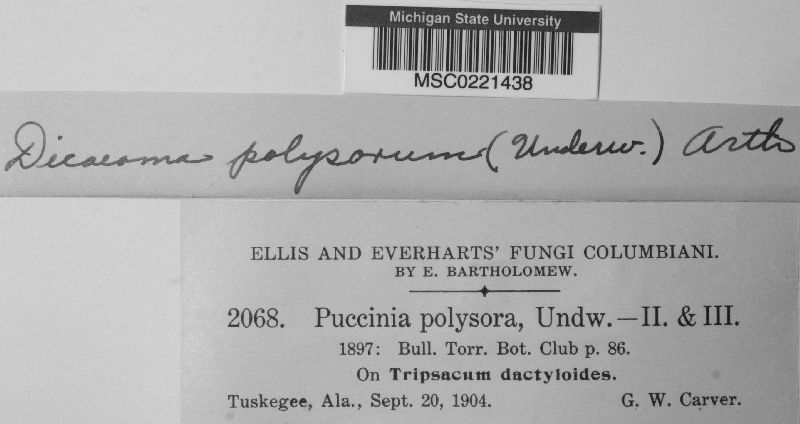 Michigan State University
MSC0221438
Dicaeoma polysorum (Underw.) Arth
ELLIS AND EVERHARTS' FUNGI COLUMBIANI.
BY E. BARTHOLOMEW.
2068. Puccinia polysora, Undw.—II. & III.
1897: Bull. Torr. Bot. Club p. 86.
On Tripsacum dactyloides.
Tuskegee, Ala., Sept. 20, 1904. G. W. Carver.